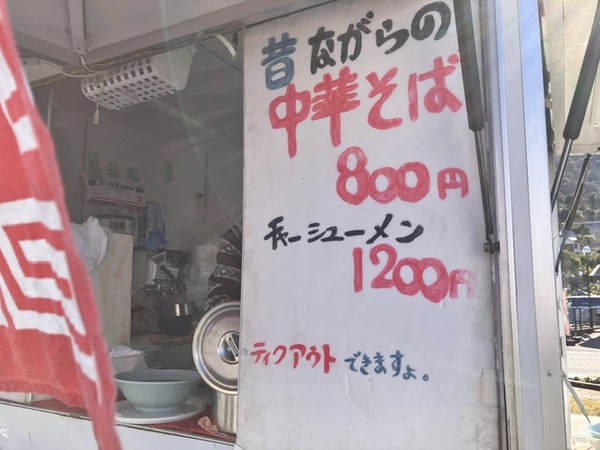 昔ながらの
中華そば
800円
チャーシューメン
1200円
テイクアウトできますよ。